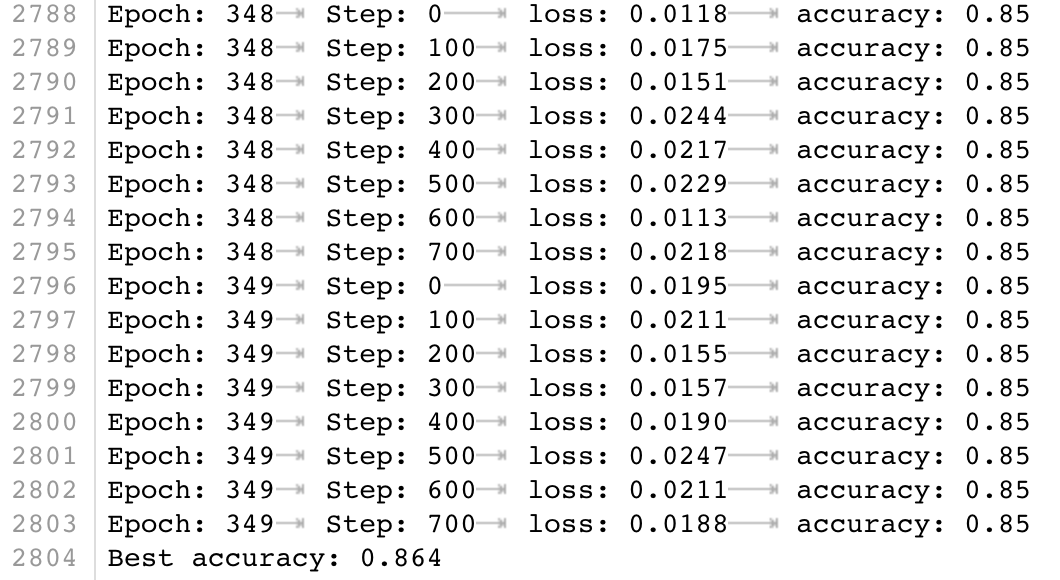 2788 Epoch: 348 Step: 0 loss: 0.0118 accuracy: 0.85
2789 Epoch: 348 Step: 100 loss: 0.0175 accuracy: 0.85
2790 Epoch: 348 Step: 200 loss: 0.0151 accuracy: 0.85
2791 Epoch: 348 Step: 300 loss: 0.0244 accuracy: 0.85
2792 Epoch: 348 Step: 400 loss: 0.0217 accuracy: 0.85
2793 Epoch: 348 Step: 500 loss: 0.0229 accuracy: 0.85
2794 Epoch: 348 Step: 600 loss: 0.0113 accuracy: 0.85
2795 Epoch: 348 Step: 700 loss: 0.0218 accuracy: 0.85
2796 Epoch: 349 Step: 0 loss: 0.0195 accuracy: 0.85
2797 Epoch: 349 Step: 100 loss: 0.0211 accuracy: 0.85
2798 Epoch: 349 Step: 200 loss: 0.0155 accuracy: 0.85
2799 Epoch: 349 Step: 300 loss: 0.0157 accuracy: 0.85
2800 Epoch: 349 Step: 400 loss: 0.0190 accuracy: 0.85
2801 Epoch: 349 Step: 500 loss: 0.0247 accuracy: 0.85
2802 Epoch: 349 Step: 600 loss: 0.0211 accuracy: 0.85
2803 Epoch: 349 Step: 700 loss: 0.0188 accuracy: 0.85
2804 Best accuracy: 0.864